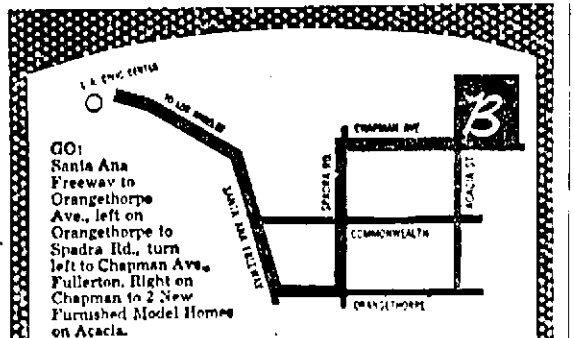 L. A. CIVIC CENTER
TO LOS ANGELES
CHAPMAN AVE
B
GO:
Santa Ana
Freeway to
Orangethorpe
Ave., left on
Orangethorpe to
Spadra Rd., turn
left to Chapman Ave.,
Fullerton. Right on
Chapman to 2 New
Furnished Model Homes
on Acacia.
SANTA ANA FREEWAY
SPADRA RD.
ACACIA ST.
COMMONWEALTH
ORANGETHORPE